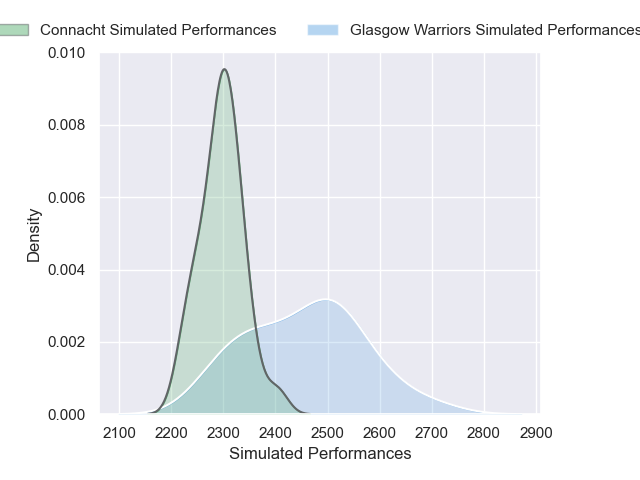 Connacht Simulated Performances
Glasgow Warriors Simulated Performances
0.010
0.008
0.006
0.004
0.002
0.000
Density
2100 2200 2300 2400 2500 2600 2700 2800 2900
Simulated Performances